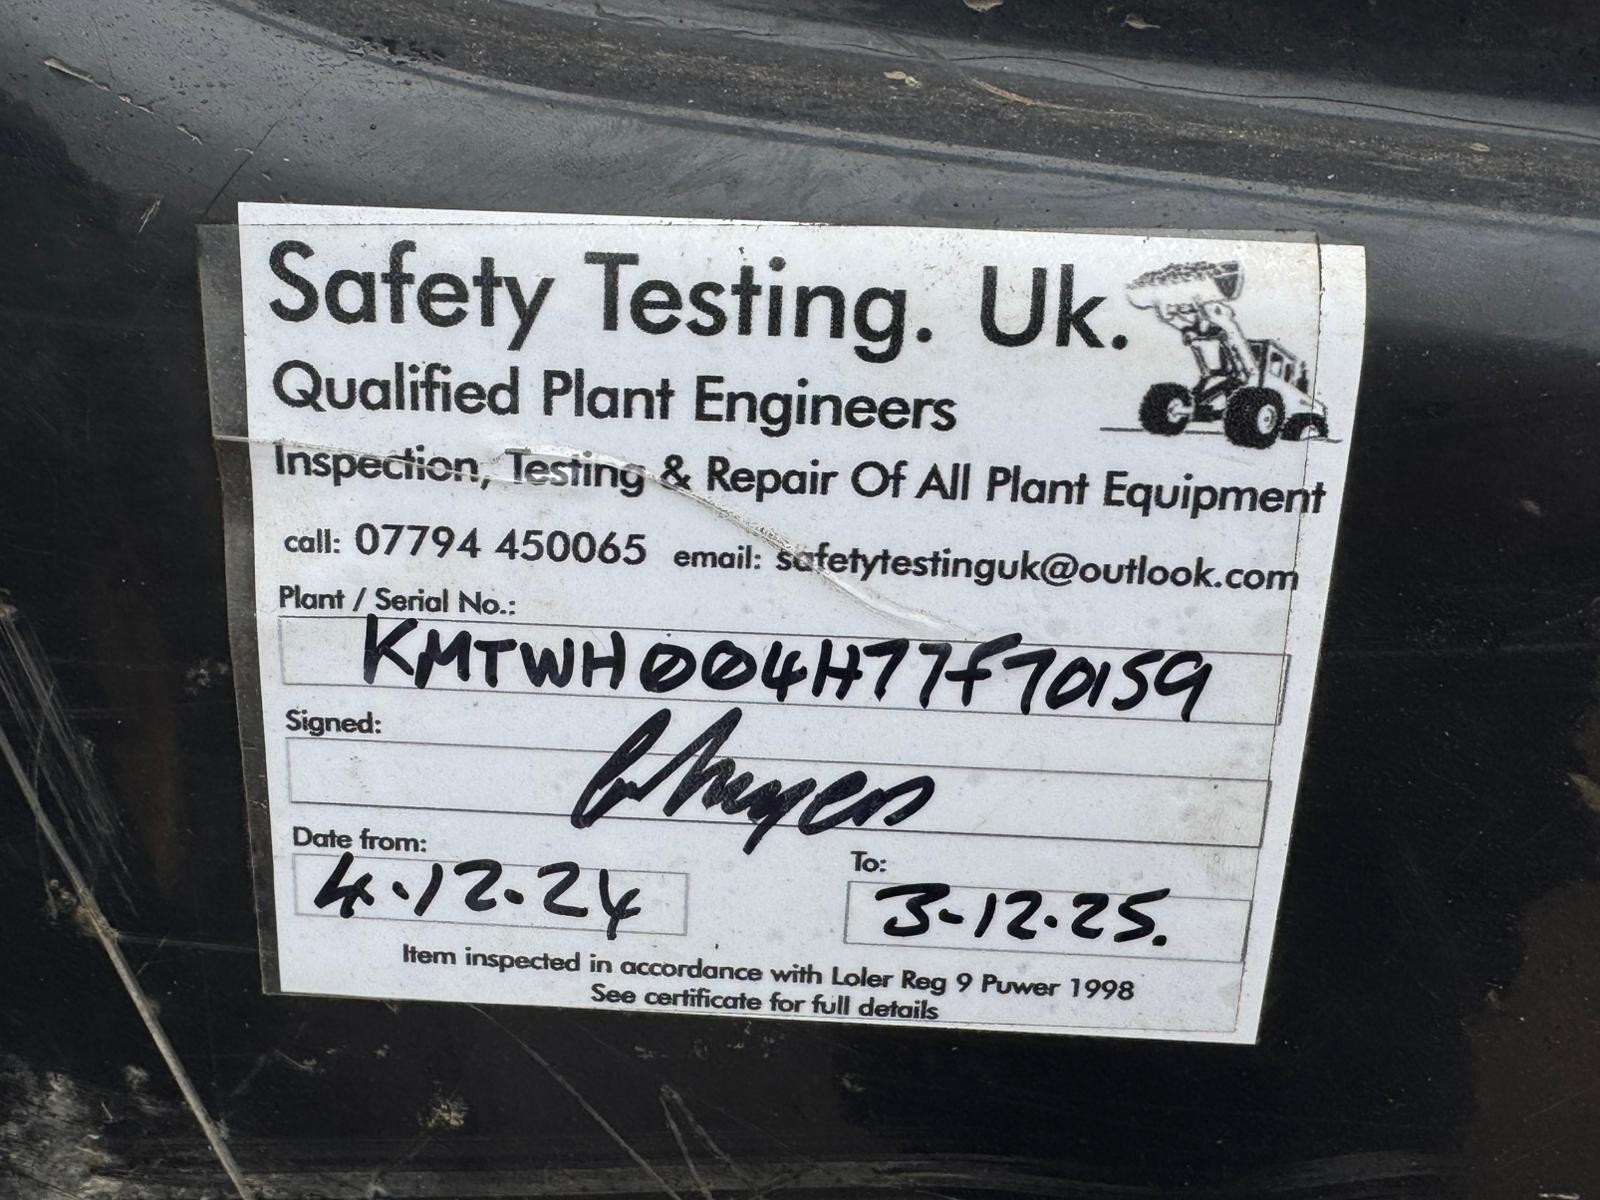 Safety Testing. Uk.
Qualified Plant Engineers
Inspection, Testing & Repair Of All Plant Equipment
call: 07794 450065 email: safetytestinguk@outlook.com
Plant / Serial No.:
KMTWH004H77F70159
Signed:
Date from:
To:
4.12.24
3-12.25.
Item inspected in accordance with Loler Reg 9 Puwer 1998
See certificate for full details